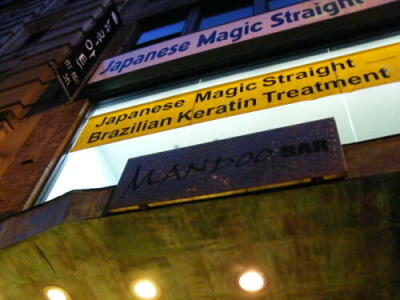 Japanese Magic Straight
Japanese Magic Straight
Brazilian Keratin Treatment
MANDOO BAR